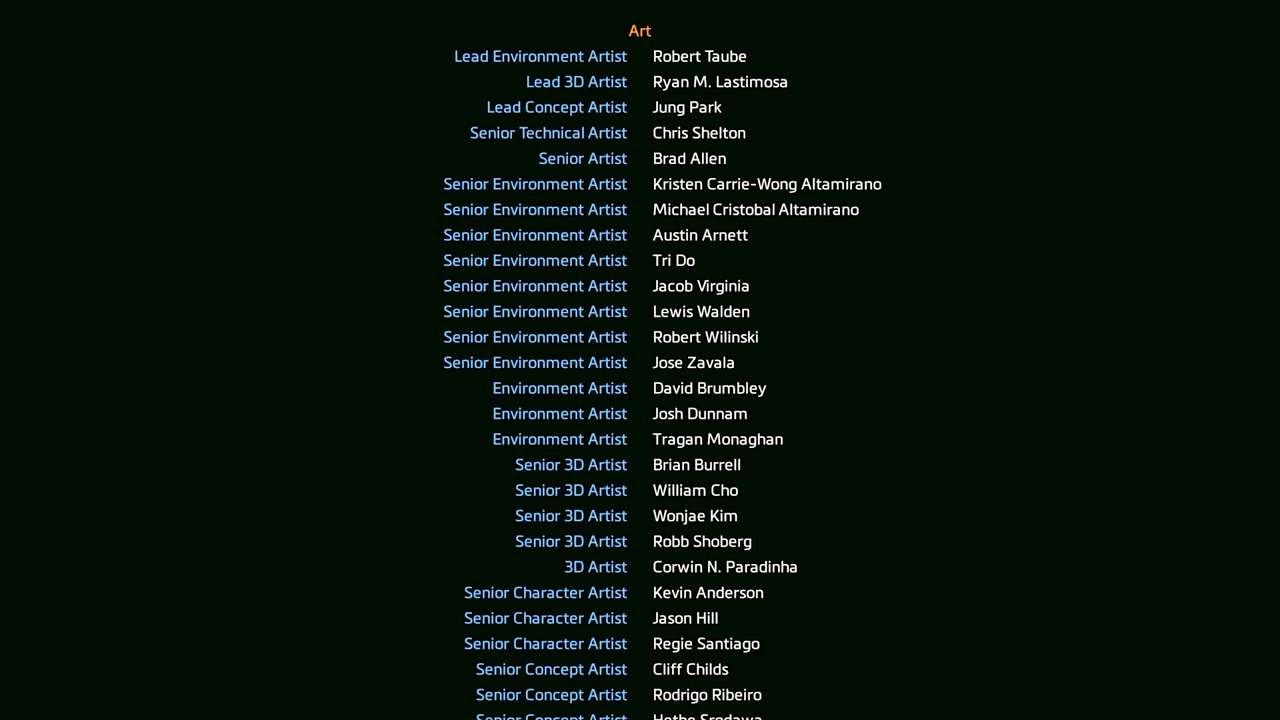 Art
Lead Environment Artist Robert Taube
Lead 3D Artist Ryan M. Lastimosa
Lead Concept Artist Jung Park
Senior Technical Artist Chris Shelton
Senior Artist Brad Allen
Senior Environment Artist Kristen Carrie-Wong Altamirano
Senior Environment Artist Michael Cristobal Altamirano
Senior Environment Artist Austin Arnett
Senior Environment Artist Tri Do
Senior Environment Artist Jacob Virginia
Senior Environment Artist Lewis Walden
Senior Environment Artist Robert Wilinski
Senior Environment Artist Jose Zavala
Environment Artist David Brumbley
Environment Artist Josh Dunnam
Environment Artist Tragan Monaghan
Senior 3D Artist Brian Burrell
Senior 3D Artist William Cho
Senior 3D Artist Wonjae Kim
Senior 3D Artist Robb Shoberg
3D Artist Corwin N. Paradinha
Senior Character Artist Kevin Anderson
Senior Character Artist Jason Hill
Senior Character Artist Regie Santiago
Senior Concept Artist Cliff Childs
Senior Concept Artist Rodrigo Ribeiro
Senior Concept Artist